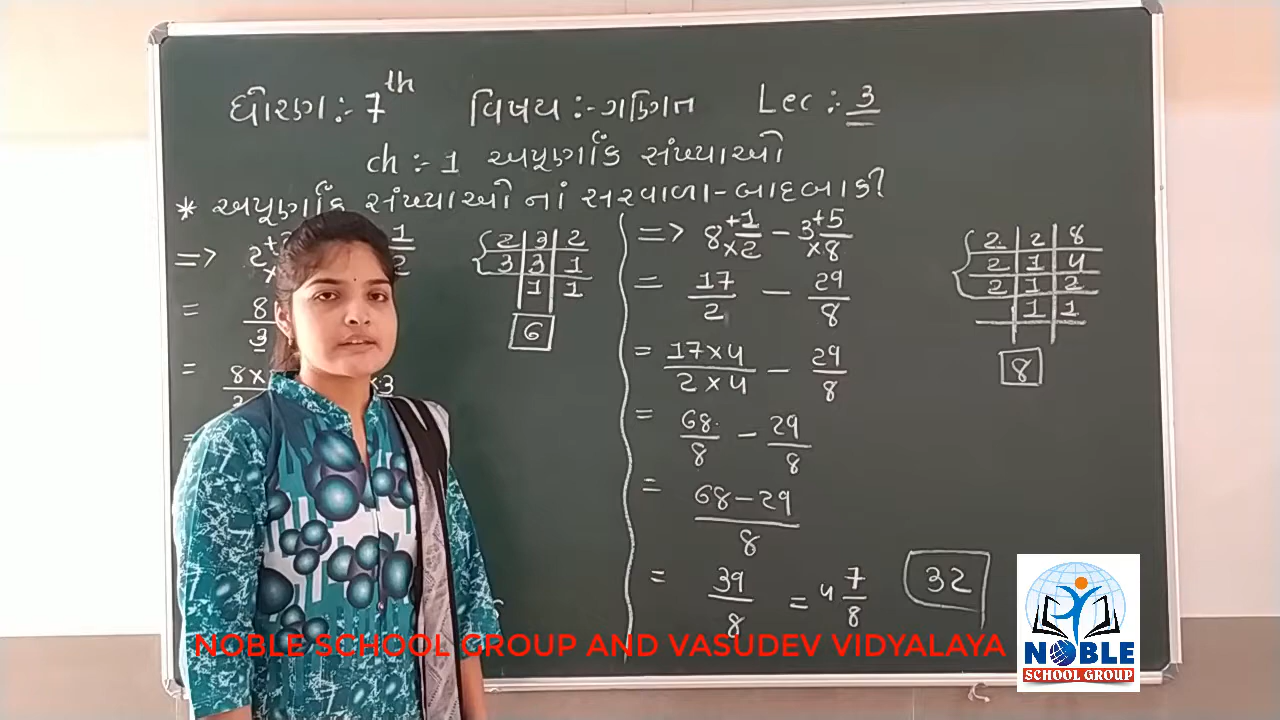 ધોરણ :- 7th વિષય :- ગણિત Lec :- 3
ch :- 1 અપૂર્ણાંક સંખ્યાઓ
* અપૂર્ણાંક સંખ્યાઓ નાં સરવાળા - બાદબાકી
=> 8 +1/×2 − 3 +5/×8
= 17/2 − 29/8
= 17×4/2×4 − 29/8
= 68/8 − 29/8
= 68−29/8
= 39/8 = 4 7/8
32
2 | 3 | 2
3 | 3 | 1
1 | 1
6
2 | 2 | 8
2 | 1 | 4
2 | 1 | 2
1 | 1
8
NOBLE SCHOOL GROUP AND VASUDEV VIDYALAYA
NOBLE
SCHOOL GROUP